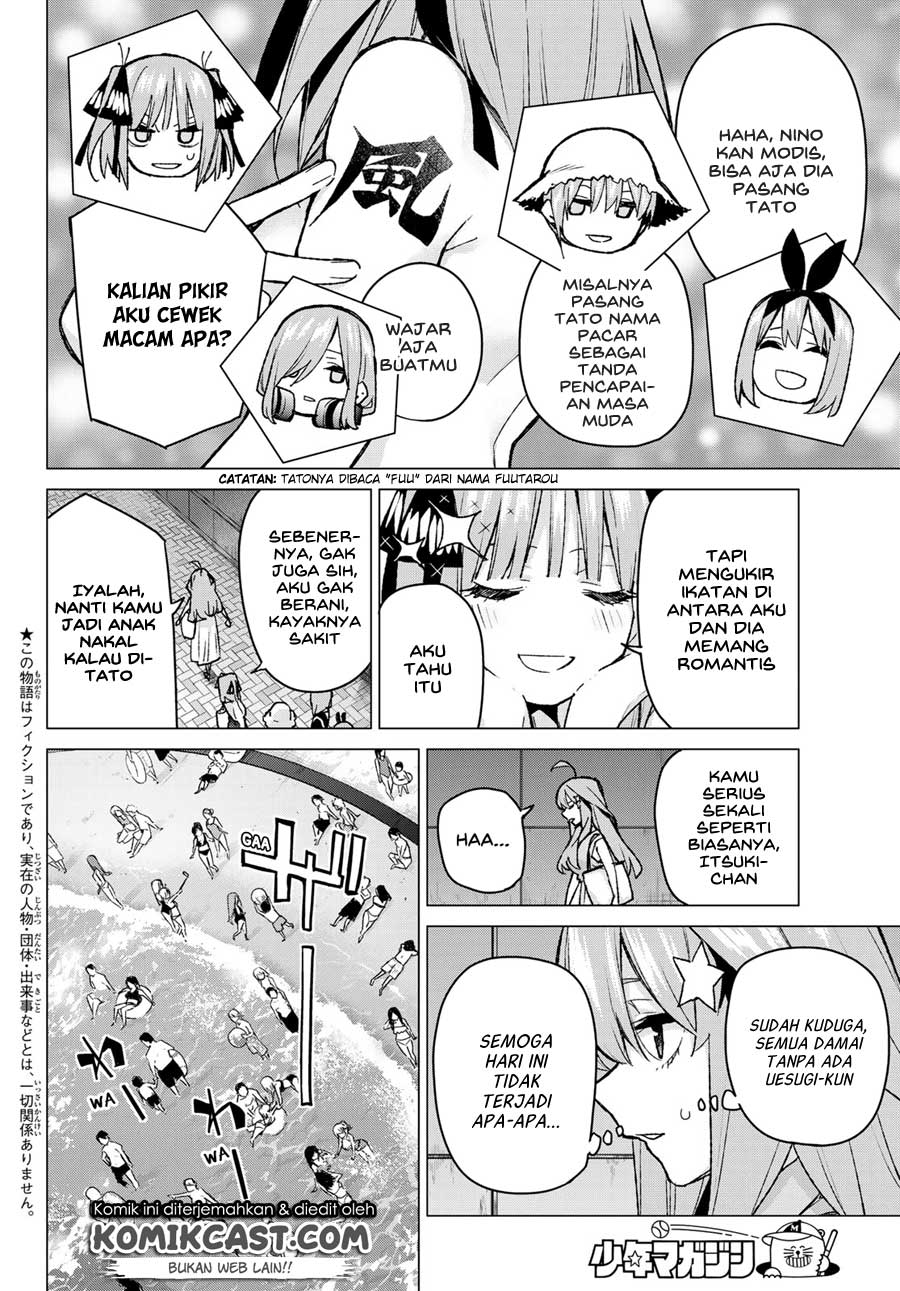 HAHA, NINO
KAN MODIS,
BISA AJA DIA
PASANG
TATO
風
MISALNYA
PASANG
TATO NAMA
PACAR
SEBAGAI
TANDA
PENCAPAI-
AN MASA
MUDA
WAJAR
AJA
BUATMU
KALIAN PIKIR
AKU CEWEK
MACAM APA?
CATATAN: TATONYA DIBACA "FUU" DARI NAMA FUUTAROU
TAPI
MENGUKIR
IKATAN DI
ANTARA AKU
DAN DIA
MEMANG
ROMANTIS
AKU
TAHU
ITU
SEBENER-
NYA, GAK
JUGA SIH,
AKU GAK
BERANI,
KAYAKNYA
SAKIT
IYALAH,
NANTI KAMU
JADI ANAK
NAKAL
KALAU DI-
TATO
KAMU
SERIUS
SEKALI
SEPERTI
BIASANYA,
ITSUKI-
CHAN
HAA...
ザザ
GAA
わ
WA
わ
WA
SUDAH KUDUGA,
SEMUA DAMAI
TANPA ADA
UESUGI-KUN
SEMOGA
HARI INI
TIDAK
TERJADI
APA-APA...
★この物語はフィクションであり、実在の人物・団体・出来事などとは、一切関係ありません。
Komik ini diterjemahkan & diedit oleh
KOMIKCAST.COM
BUKAN WEB LAIN!!
少年マガジン
M